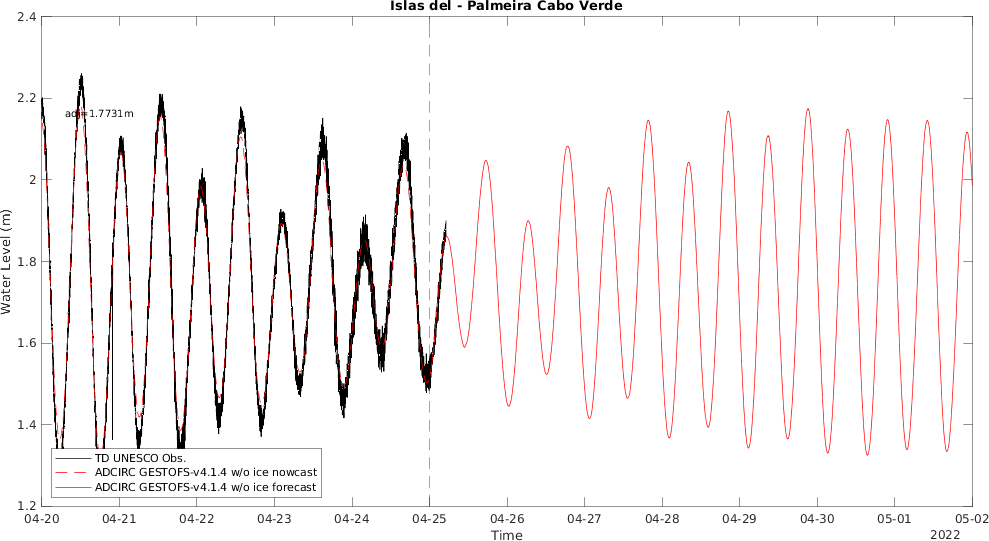 Islas del - Palmeira Cabo Verde
2.4
2.2
2
1.8
1.6
1.4
1.2
Water Level (m)
adj=1.7731m
TD UNESCO Obs.
ADCIRC GESTOFS-v4.1.4 w/o ice nowcast
ADCIRC GESTOFS-v4.1.4 w/o ice forecast
04-20 04-21 04-22 04-23 04-24 04-25 04-26 04-27 04-28 04-29 04-30 05-01 05-02
Time
2022